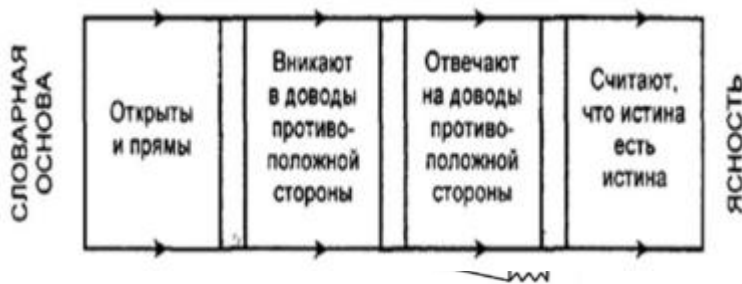 СЛОВАРНАЯ
ОСНОВА
Открыты
и прямы
Вникают
в доводы
противо-
положной
стороны
Отвечают
на доводы
противо-
положной
стороны
Считают,
что истина
есть
истина
ЯСНОСТЬ